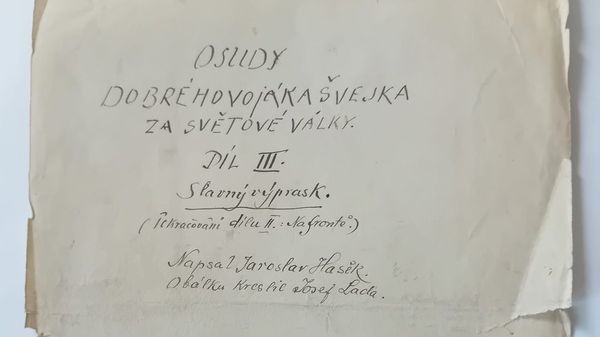 OSUDY
DOBRÉHO VOJÁKA ŠVEJKA
ZA SVĚTOVÉ VÁLKY.
DÍL III.
Slavný výprask.
(Pokračování dílu II.: Na frontě.)
Napsal Jaroslav Hašek.
Obálku Kreslil Josef Lada.